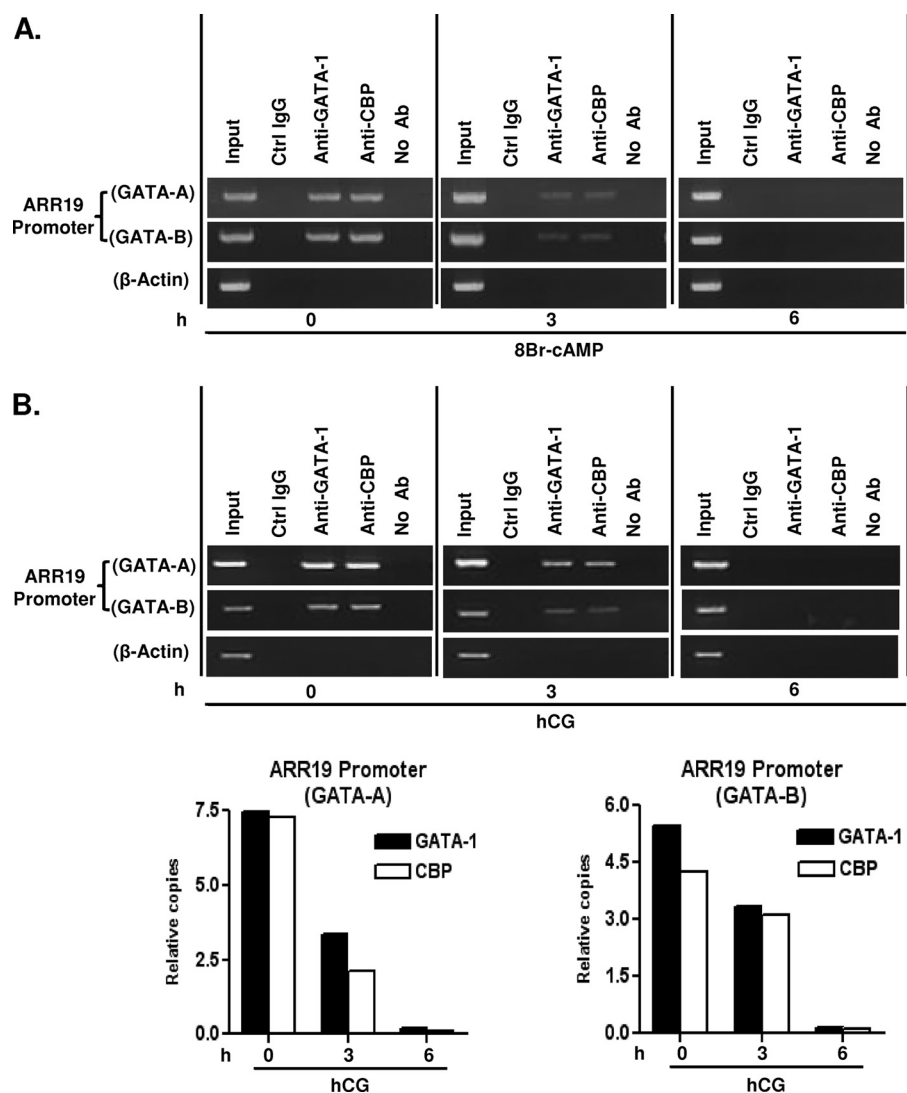 A.
Input Ctrl IgG Anti-GATA-1 Anti-CBP No Ab
Input Ctrl IgG Anti-GATA-1 Anti-CBP No Ab
Input Ctrl IgG Anti-GATA-1 Anti-CBP No Ab
ARR19
Promoter
(GATA-A)
(GATA-B)
(β-Actin)
h 0 3 6
8Br-cAMP
B.
Input Ctrl IgG Anti-GATA-1 Anti-CBP No Ab
Input Ctrl IgG Anti-GATA-1 Anti-CBP No Ab
Input Ctrl IgG Anti-GATA-1 Anti-CBP No Ab
ARR19
Promoter
(GATA-A)
(GATA-B)
(β-Actin)
h 0 3 6
hCG
ARR19 Promoter
(GATA-A)
Relative copies
7.5
5.0
2.5
0.0
GATA-1
CBP
h 0 3 6
hCG
ARR19 Promoter
(GATA-B)
Relative copies
6.0
4.5
3.0
1.5
0.0
GATA-1
CBP
h 0 3 6
hCG